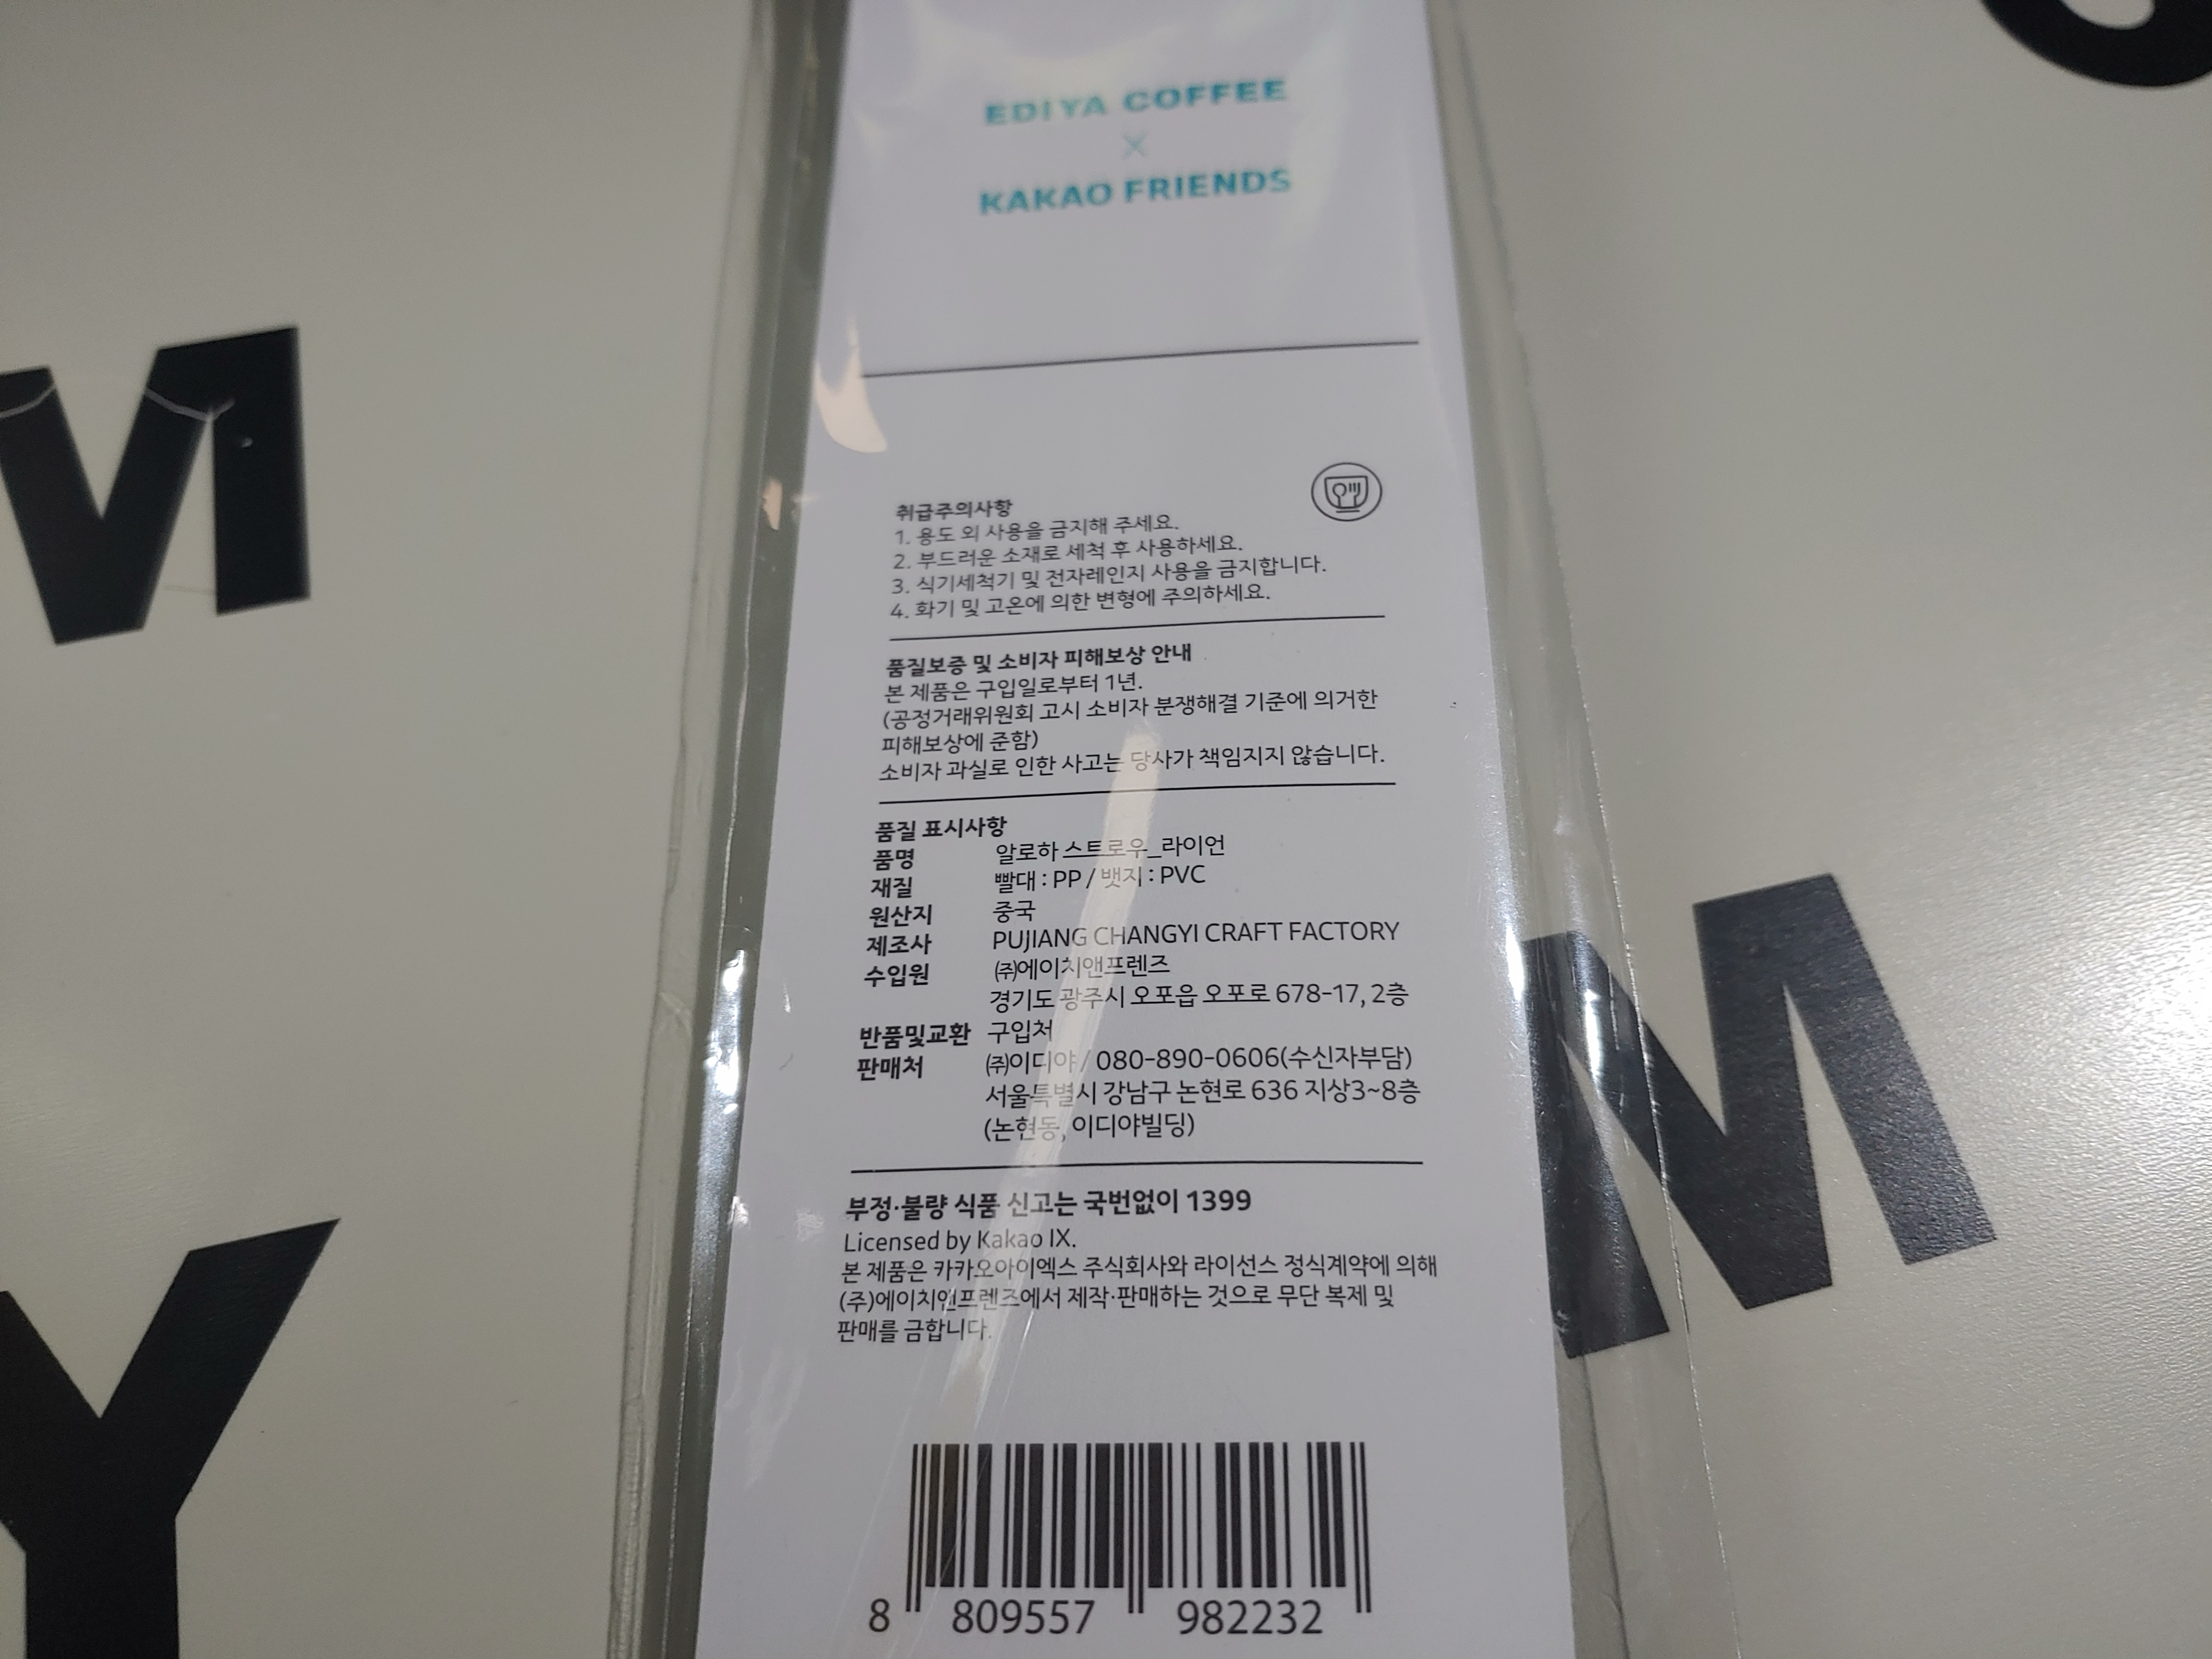 EDIYA COFFEE
X
KAKAO FRIENDS
취급주의사항
1. 용도 외 사용을 금지해 주세요.
2. 부드러운 소재로 세척 후 사용하세요.
3. 식기세척기 및 전자레인지 사용을 금지합니다.
4. 화기 및 고온에 의한 변형에 주의하세요.
품질보증 및 소비자 피해보상 안내
본 제품은 구입일로부터 1년.
(공정거래위원회 고시 소비자 분쟁해결 기준에 의거한
피해보상에 준함)
소비자 과실로 인한 사고는 당사가 책임지지 않습니다.
품질 표시사항
품명 알로하 스트로우_라이언
재질 빨대 : PP / 뱃지 : PVC
원산지 중국
제조사 PUJIANG CHANGYI CRAFT FACTORY
수입원 ㈜에이치앤프렌즈
경기도 광주시 오포읍 오포로 678-17, 2층
반품및교환 구입처
판매처 ㈜이디야 / 080-890-0606(수신자부담)
서울특별시 강남구 논현로 636 지상3~8층
(논현동, 이디야빌딩)
부정·불량 식품 신고는 국번없이 1399
Licensed by Kakao IX.
본 제품은 카카오아이엑스 주식회사와 라이선스 정식계약에 의해
(주)에이치앤프렌즈에서 제작·판매하는 것으로 무단 복제 및
판매를 금합니다.
8 809557 982232
M
M
Y